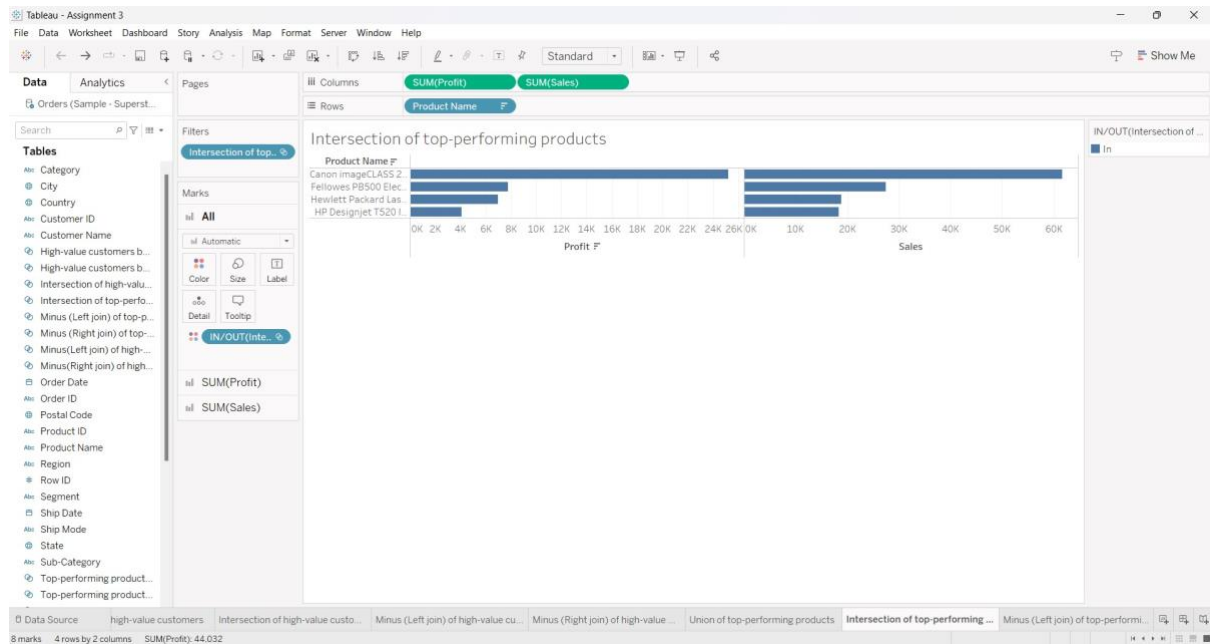 Tableau - Assignment 3
File Data Worksheet Dashboard Story Analysis Map Format Server Window Help
Standard
Show Me
Data Analytics
Pages
Columns SUM(Profit) SUM(Sales)
Orders (Sample - Superst...
Rows Product Name
Search
Tables
Abc Category
City
Country
Abc Customer ID
Abc Customer Name
High-value customers b...
High-value customers b...
Intersection of high-valu...
Intersection of top-perfo...
Minus (Left join) of top-p...
Minus (Right join) of top-...
Minus(Left join) of high-...
Minus(Right join) of high...
Order Date
Abc Order ID
Postal Code
Abc Product ID
Abc Product Name
Abc Region
# Row ID
Abc Segment
Ship Date
Abc Ship Mode
State
Abc Sub-Category
Top-performing product...
Top-performing product...
Filters
Intersection of top..
Marks
All
Automatic
Color Size Label
Detail Tooltip
IN/OUT(Inte..
SUM(Profit)
SUM(Sales)
Intersection of top-performing products
Product Name
Canon imageCLASS 2..
Fellowes PB500 Elec..
Hewlett Packard Las..
HP Designjet T520 I..
0K 2K 4K 6K 8K 10K 12K 14K 16K 18K 20K 22K 24K 26K 0K 10K 20K 30K 40K 50K 60K
Profit Sales
IN/OUT(Intersection of ...
In
Data Source high-value customers Intersection of high-value custo... Minus (Left join) of high-value cu... Minus (Right join) of high-value ... Union of top-performing products Intersection of top-performing ... Minus (Left join) of top-performi...
8 marks 4 rows by 2 columns SUM(Profit): 44,032